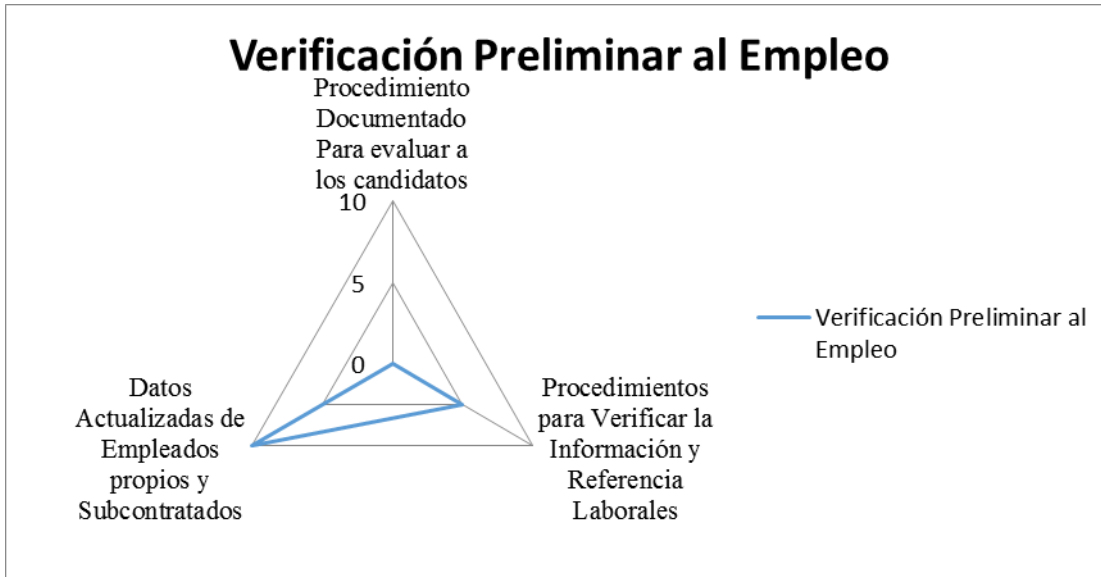 Verificación Preliminar al Empleo
Procedimiento
Documentado
Para evaluar a
los candidatos
10
5
0
Datos
Actualizadas de
Empleados
propios y
Subcontratados
Procedimientos
para Verificar la
Información y
Referencia
Laborales
Verificación Preliminar al
Empleo